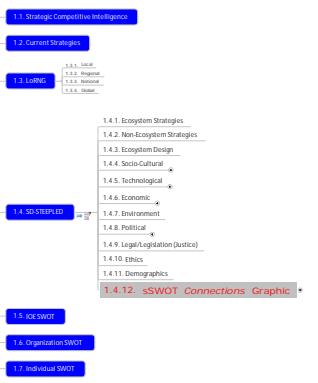 1.1. Strategic Competitive Intelligence
1.2. Current Strategies
1.3. LoRNG
1.3.1. Local
1.3.2. Regional
1.3.3. National
1.3.4. Global
1.4. SD-STEEPLED
1.4.1. Ecosystem Strategies
1.4.2. Non-Ecosystem Strategies
1.4.3. Ecosystem Design
1.4.4. Socio-Cultural
1.4.5. Technological
1.4.6. Economic
1.4.7. Environment
1.4.8. Political
1.4.9. Legal/Legislation (Justice)
1.4.10. Ethics
1.4.11. Demographics
1.4.12. sSWOT Connections Graphic
1.5. IOE SWOT
1.6. Organization SWOT
1.7. Individual SWOT